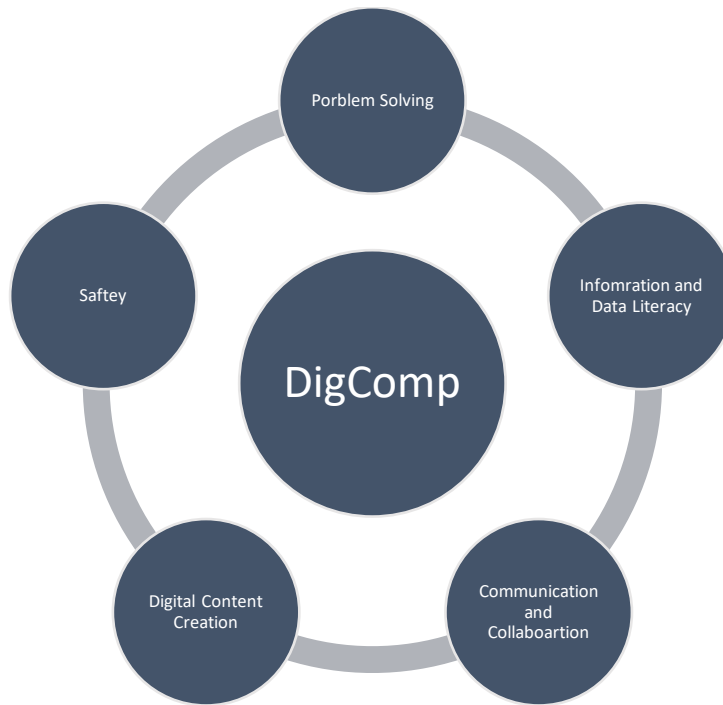 Porblem Solving
Saftey
Infomration and
Data Literacy
DigComp
Digital Content
Creation
Communication
and
Collaboartion